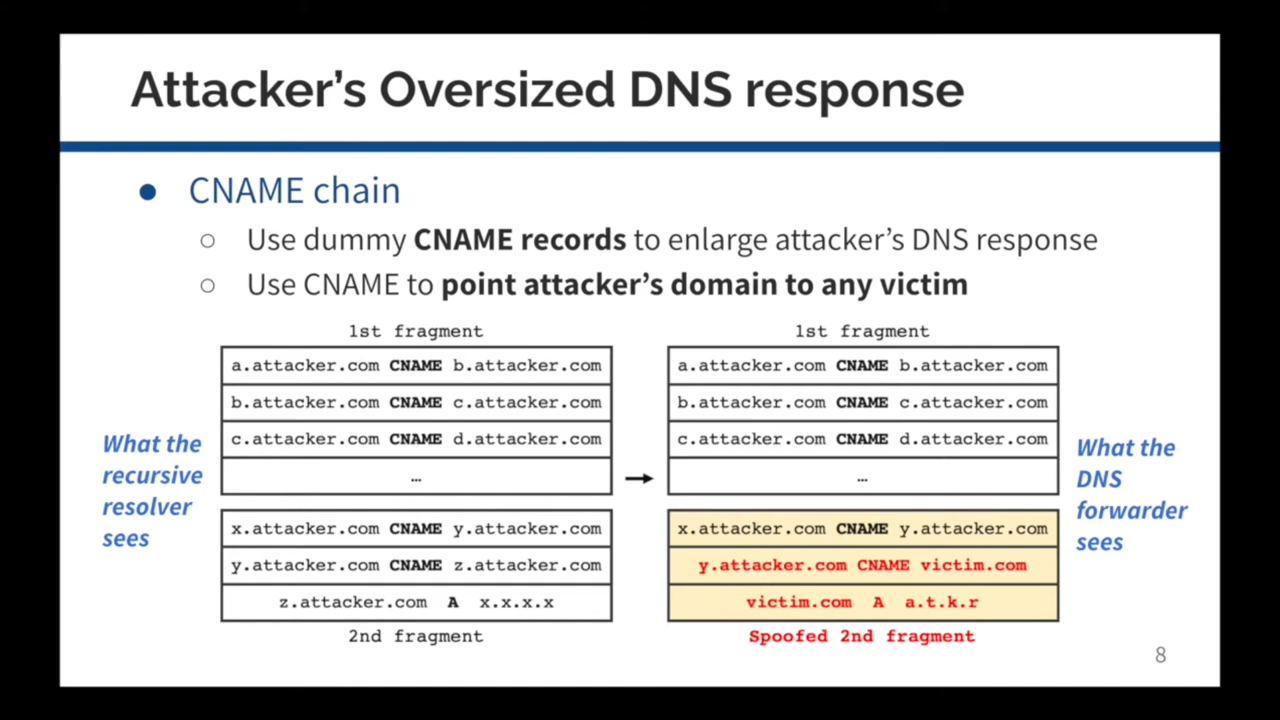 Attacker's Oversized DNS response
● CNAME chain
○ Use dummy CNAME records to enlarge attacker's DNS response
○ Use CNAME to point attacker's domain to any victim
What the
recursive
resolver
sees
1st fragment
a.attacker.com CNAME b.attacker.com
b.attacker.com CNAME c.attacker.com
c.attacker.com CNAME d.attacker.com
…
x.attacker.com CNAME y.attacker.com
y.attacker.com CNAME z.attacker.com
z.attacker.com A x.x.x.x
2nd fragment
→
1st fragment
a.attacker.com CNAME b.attacker.com
b.attacker.com CNAME c.attacker.com
c.attacker.com CNAME d.attacker.com
…
x.attacker.com CNAME y.attacker.com
y.attacker.com CNAME victim.com
victim.com A a.t.k.r
Spoofed 2nd fragment
What the
DNS
forwarder
sees
8